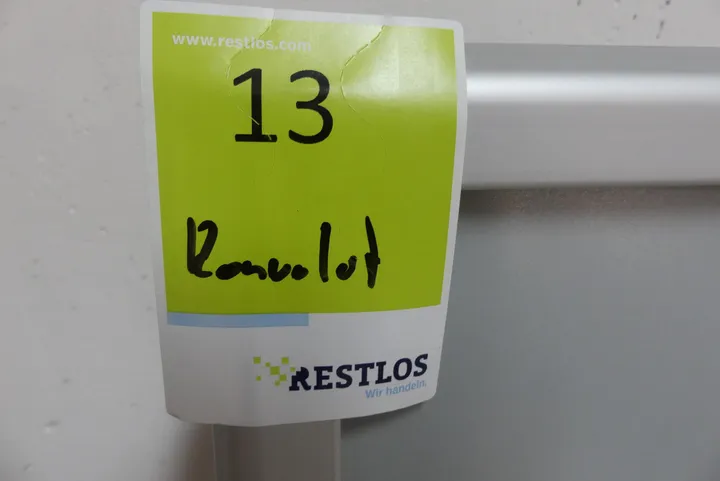 www.restlos.com
13
Konvolut
RESTLOS
Wir handeln.